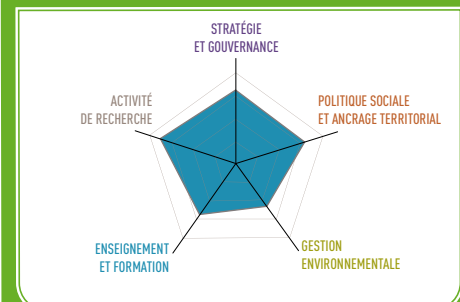 STRATÉGIE
ET GOUVERNANCE
ACTIVITÉ
DE RECHERCHE
POLITIQUE SOCIALE
ET ANCRAGE TERRITORIAL
ENSEIGNEMENT
ET FORMATION
GESTION
ENVIRONNEMENTALE